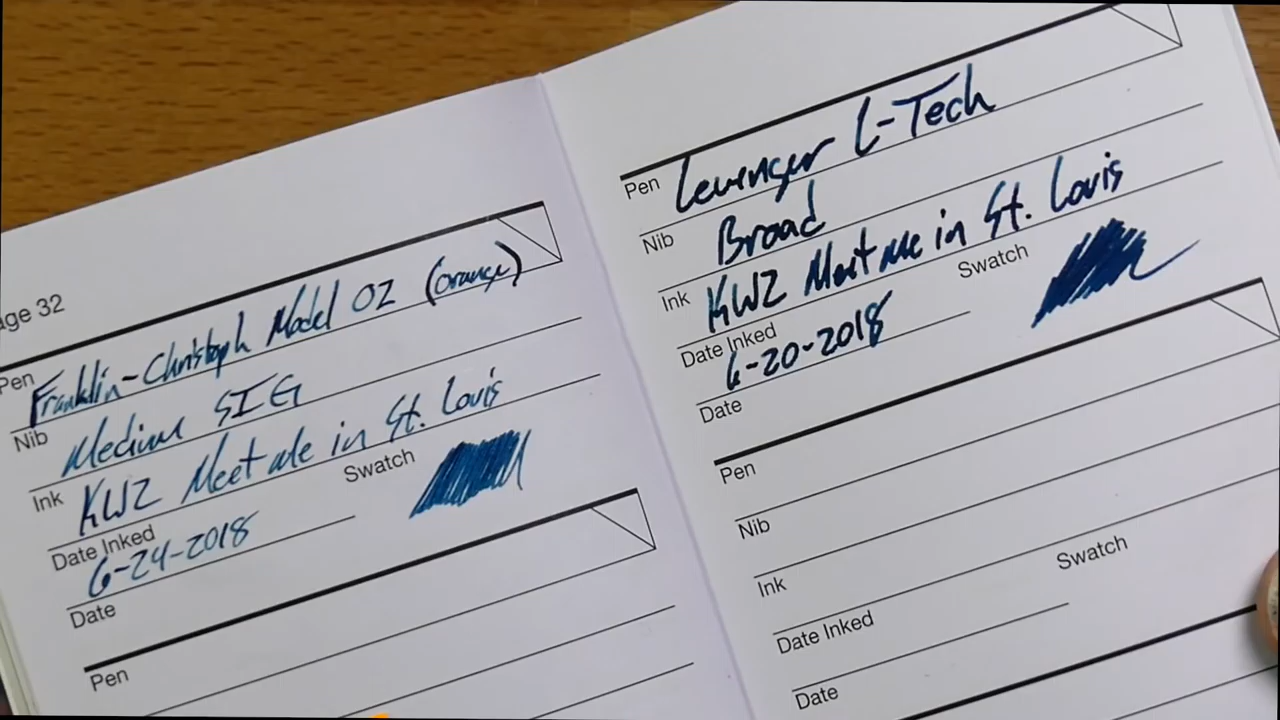 age 32
Pen Franklin-Christoph Model 02 (orange)
Nib Medium SIG
Ink KWZ Meet me in St. Louis
Date Inked 6-24-2018 Swatch
Date
Pen
Pen Levenger L-Tech
Nib Broad
Ink KWZ Meet me in St. Louis
Date Inked 6-20-2018 Swatch
Date
Pen
Nib
Ink
Date Inked Swatch
Date